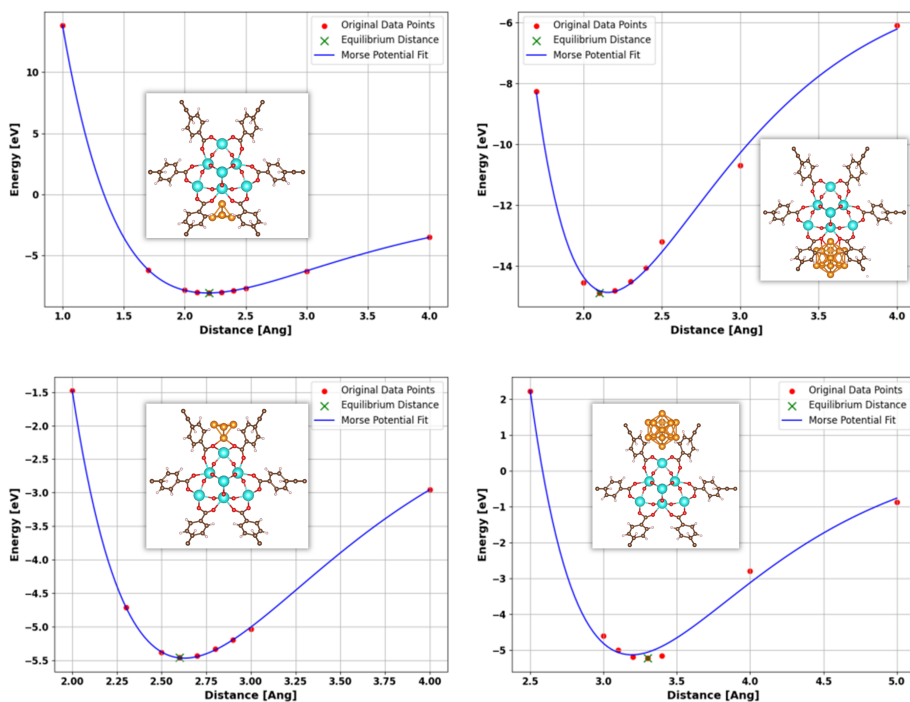 Original Data Points
Equilibrium Distance
Morse Potential Fit
10
5
0
−5
Energy [eV]
1.0 1.5 2.0 2.5 3.0 3.5 4.0
Distance [Ang]
Original Data Points
Equilibrium Distance
Morse Potential Fit
−6
−8
−10
−12
−14
Energy [eV]
2.0 2.5 3.0 3.5 4.0
Distance [Ang]
Original Data Points
Equilibrium Distance
Morse Potential Fit
−1.5
−2.0
−2.5
−3.0
−3.5
−4.0
−4.5
−5.0
−5.5
Energy [eV]
2.00 2.25 2.50 2.75 3.00 3.25 3.50 3.75 4.00
Distance [Ang]
Original Data Points
Equilibrium Distance
Morse Potential Fit
2
1
0
−1
−2
−3
−4
−5
Energy [eV]
2.5 3.0 3.5 4.0 4.5 5.0
Distance [Ang]